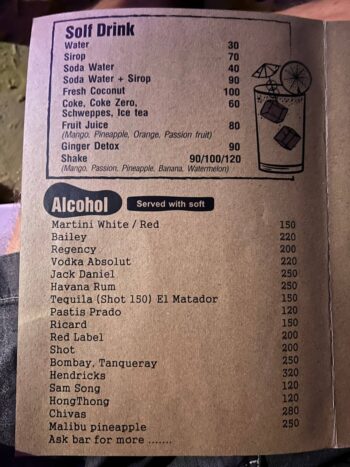 Solf Drink
Water 30
Sirop 70
Soda Water 40
Soda Water + Sirop 90
Fresh Coconut 100
Coke, Coke Zero, 60
Schweppes, Ice tea
Fruit Juice 80
(Mango, Pineapple, Orange, Passion fruit)
Ginger Detox 90
Shake 90/100/120
(Mango, Passion, Pineapple, Banana, Watermelon)
Alcohol Served with soft
Martini White / Red 150
Bailey 220
Regency 200
Vodka Absolut 220
Jack Daniel 250
Havana Rum 250
Tequila (Shot 150) El Matador 150
Pastis Prado 120
Ricard 150
Red Label 200
Shot 200
Bombay, Tanqueray 250
Hendricks 320
Sam Song 120
HongThong 120
Chivas 280
Malibu pineapple 250
Ask bar for more .......